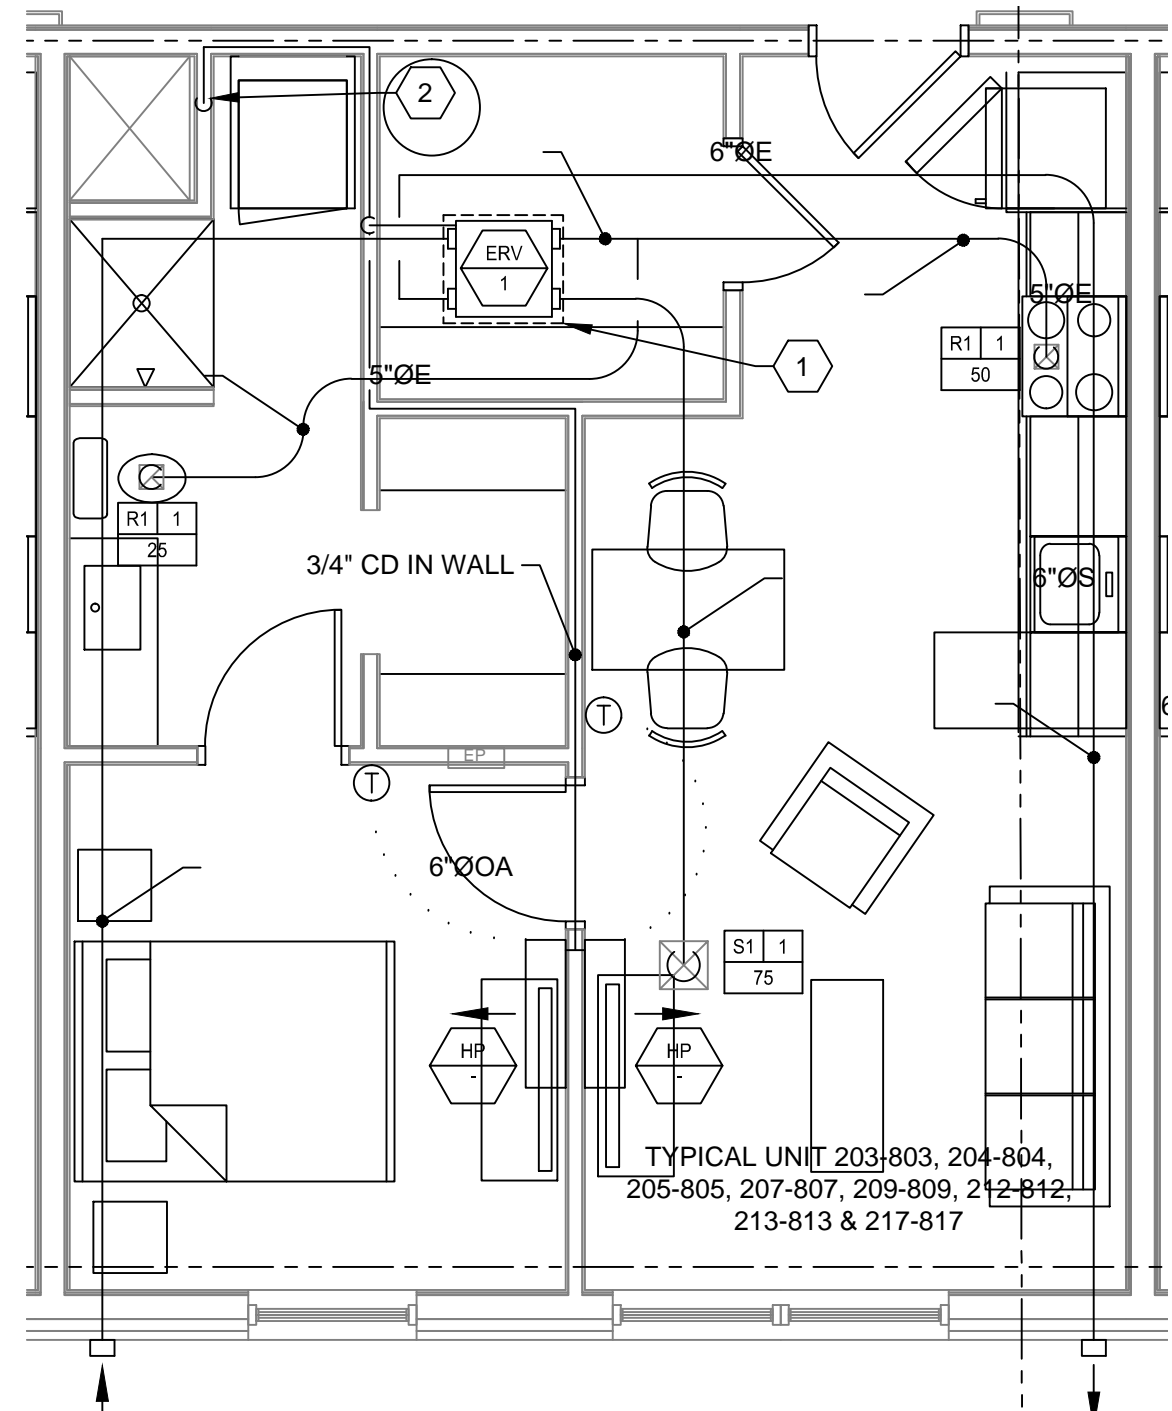 2
6"ØE
ERV
1
5"ØE
R1 1
50
1
5"ØE
R1 1
25
3/4" CD IN WALL
6"ØS
T
6
EP
T
6"ØOA
S1 1
75
HP
-
HP
-
TYPICAL UNIT 203-803, 204-804,
205-805, 207-807, 209-809, 212-812,
213-813 & 217-817